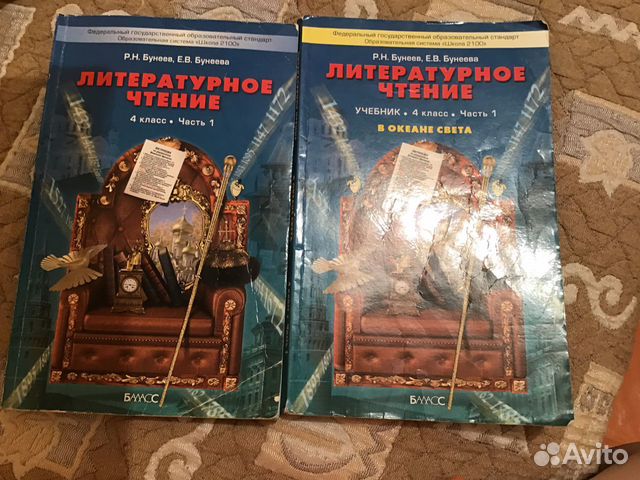 Федеральный государственный образовательный стандарт
Образовательная система «Школа 2100»
Р.Н. Бунеев, Е.В. Бунеева
ЛИТЕРАТУРНОЕ
ЧТЕНИЕ
4 класс • Часть 1
БАЛАСС
Федеральный государственный образовательный стандарт
Образовательная система «Школа 2100»
Р.Н. Бунеев, Е.В. Бунеева
ЛИТЕРАТУРНОЕ
ЧТЕНИЕ
УЧЕБНИК • 4 класс • Часть 1
В ОКЕАНЕ СВЕТА
БАЛАСС
Avito